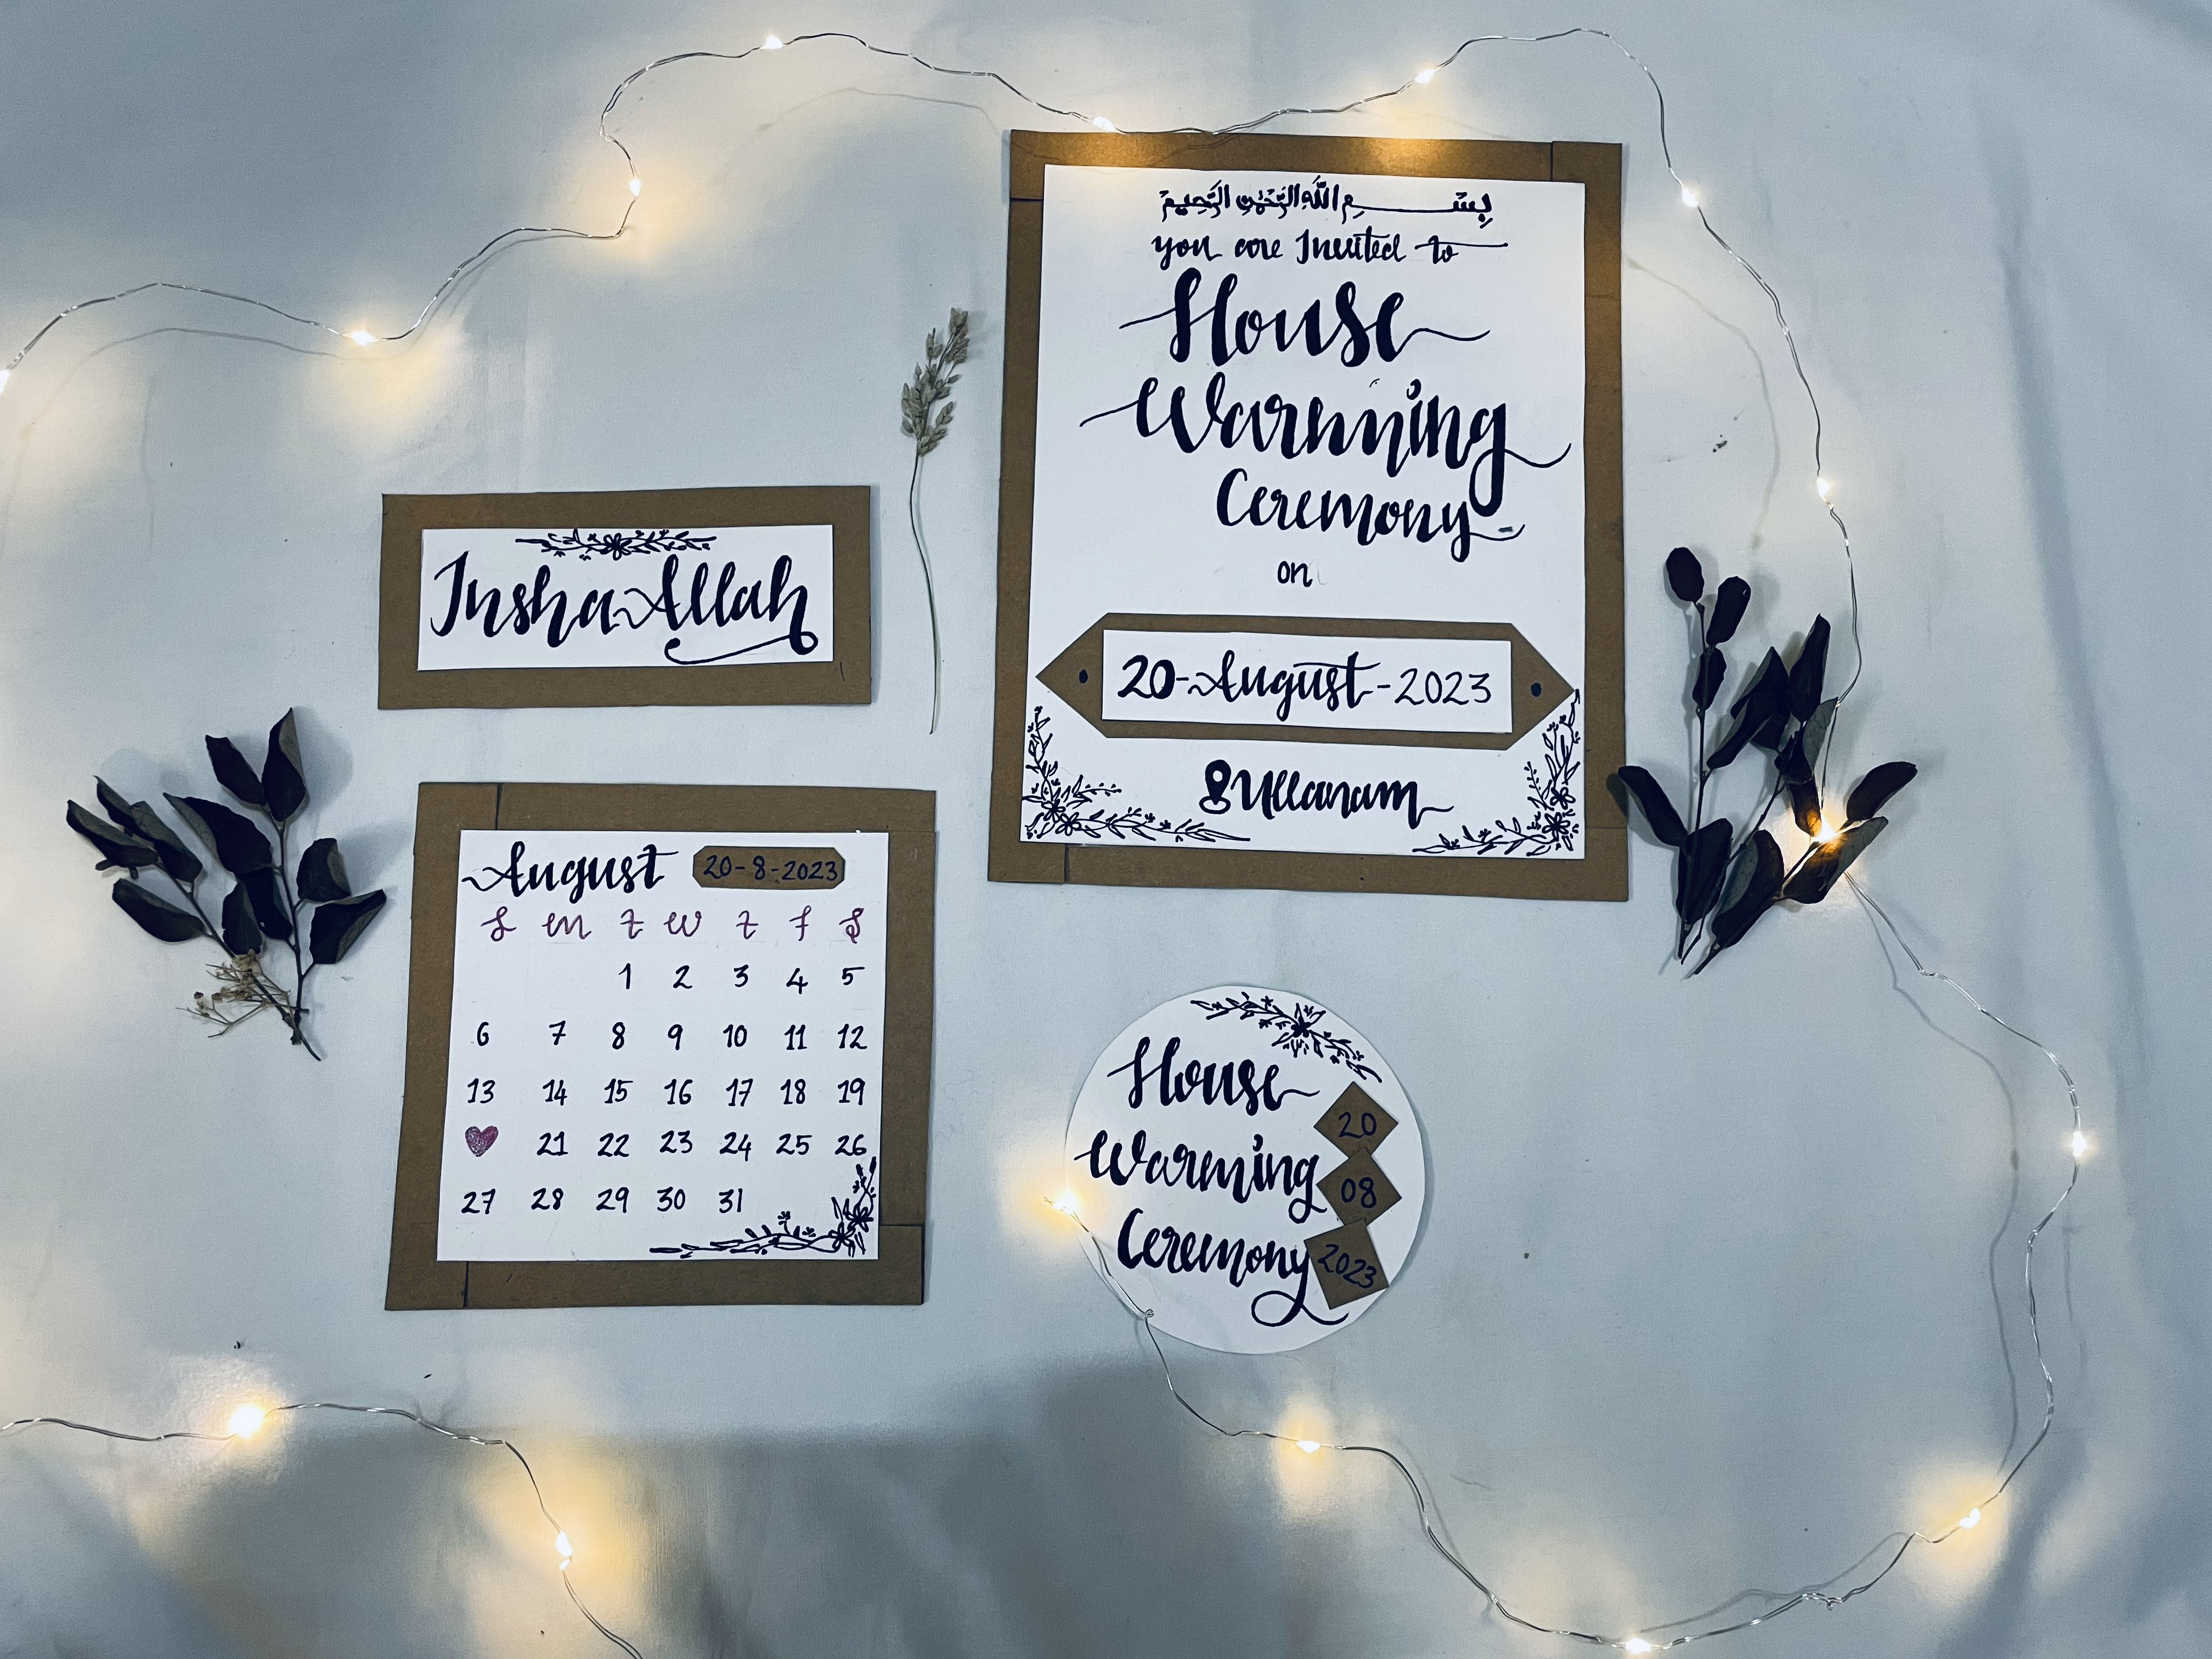 Insha Allah
بِسْمِ اللَّهِ الرَّحْمَٰنِ الرَّحِيمِ
you are Invited to
House
Warmning
Ceremony
on
20-August-2023
Ullanam
August 20-8-2023
S M T W T F S
1 2 3 4 5
6 7 8 9 10 11 12
13 14 15 16 17 18 19
21 22 23 24 25 26
27 28 29 30 31
House
Warming
Ceremony
20
08
2023